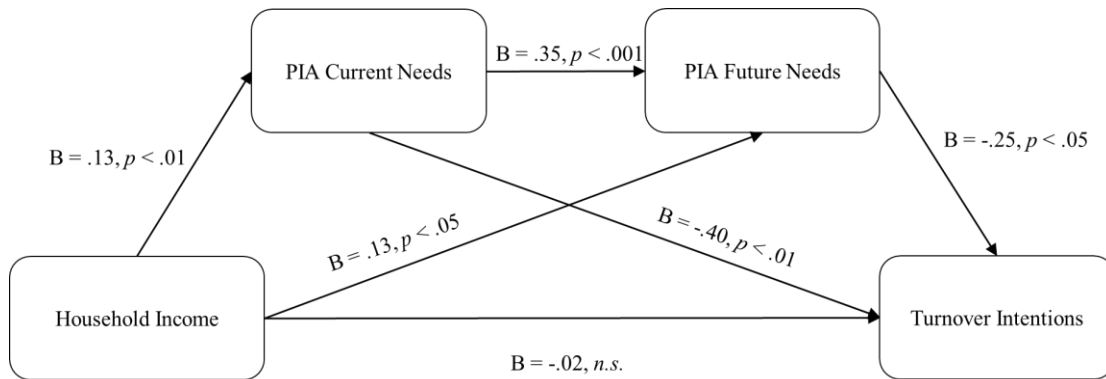 PIA Current Needs
B = .35, p < .001
PIA Future Needs
B = .13, p < .01
B = -.25, p < .05
B = .13, p < .05
B = -.40, p < .01
Household Income
Turnover Intentions
B = -.02, n.s.